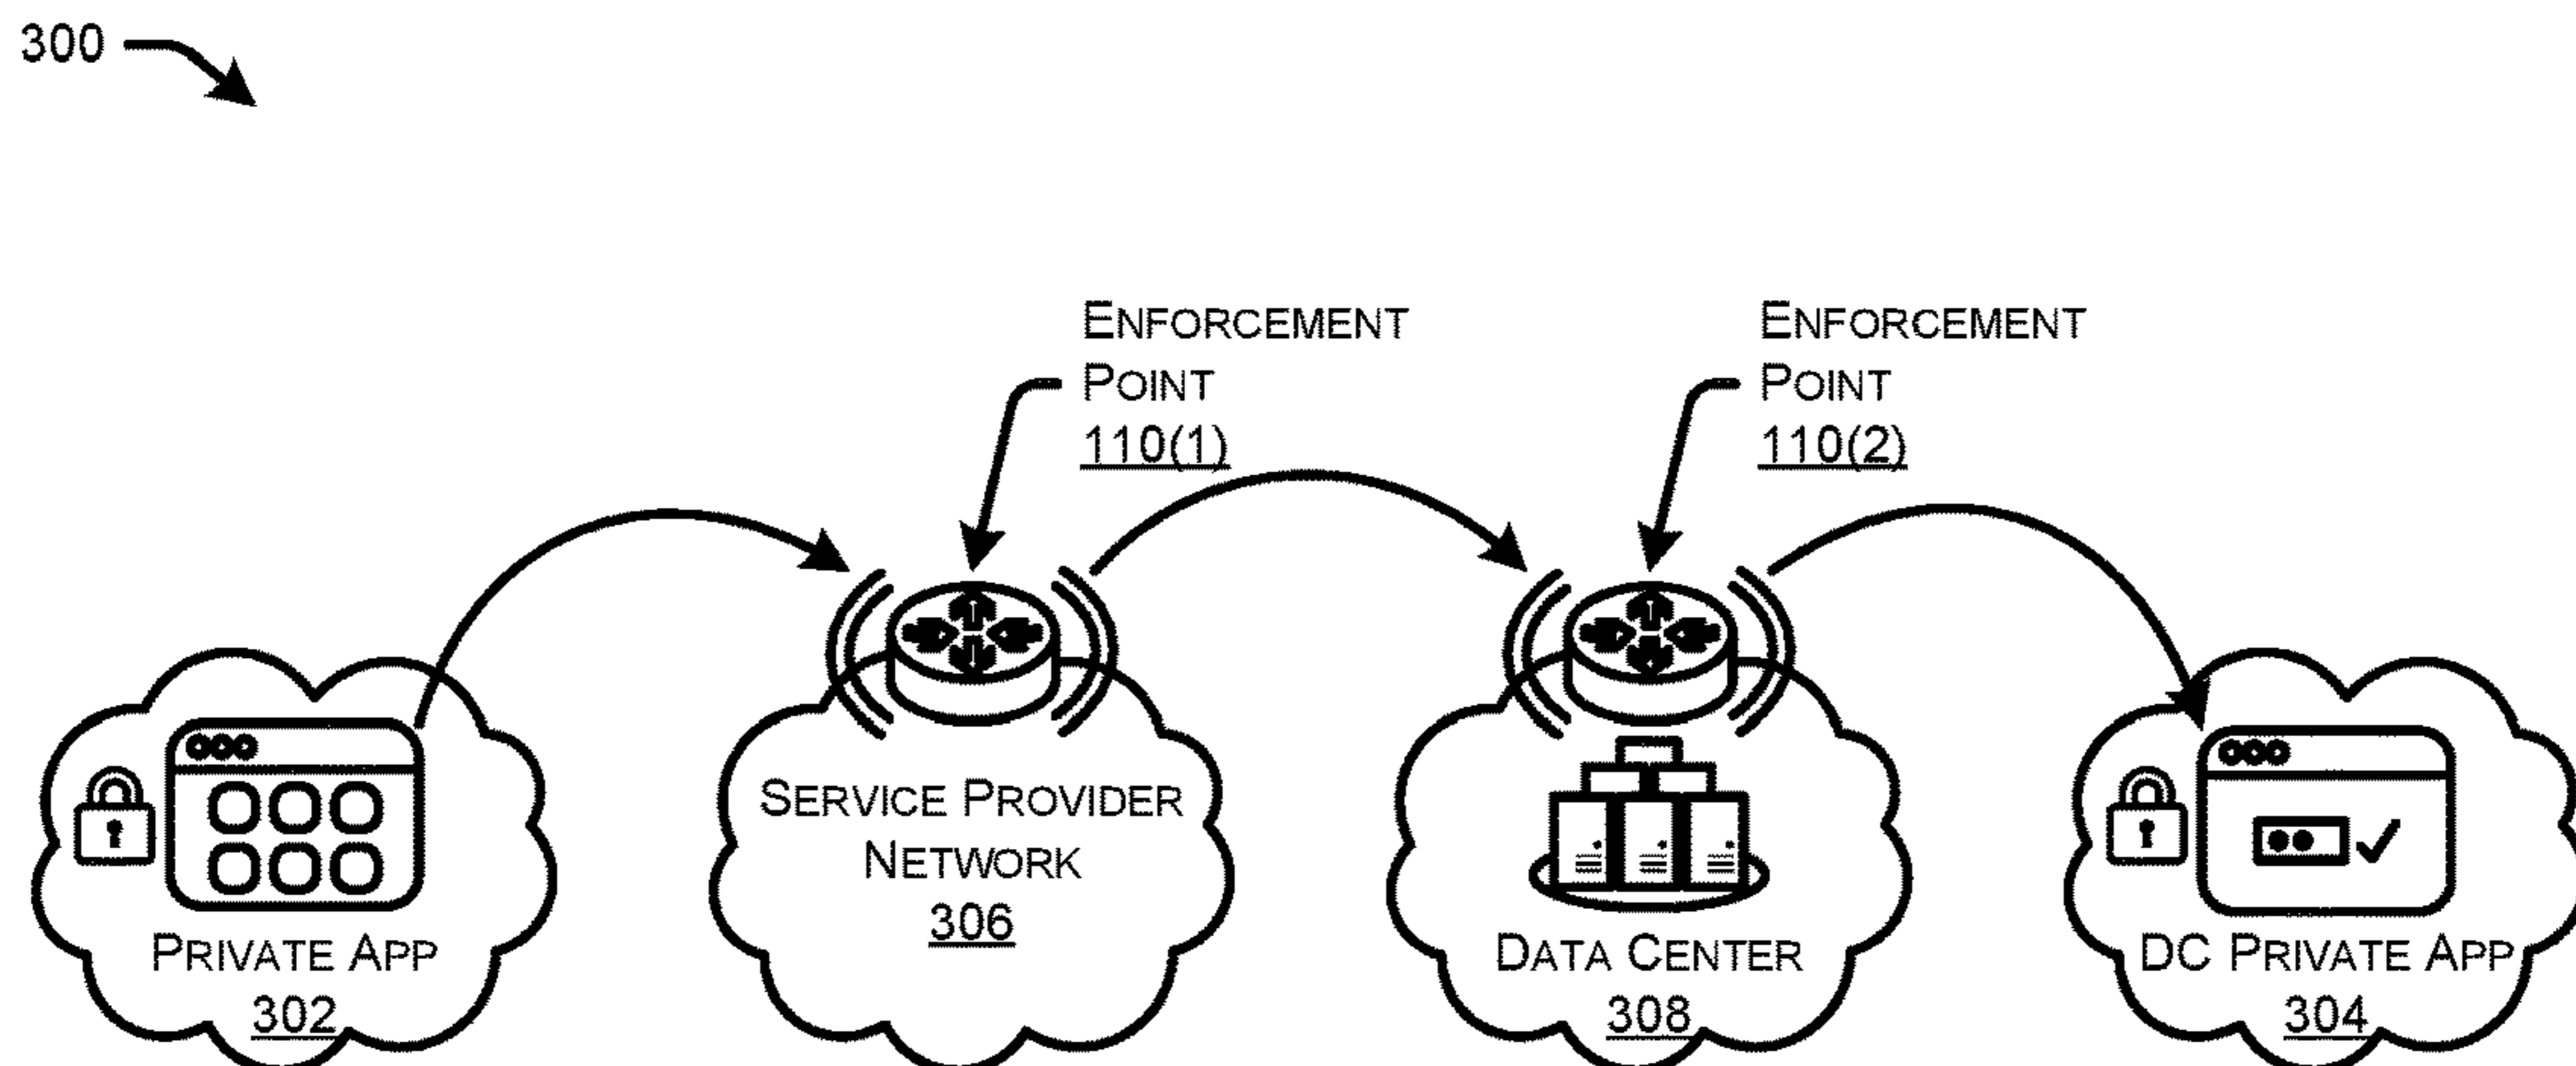 300
ENFORCEMENT
POINT
110(1)
ENFORCEMENT
POINT
110(2)
PRIVATE APP
302
SERVICE PROVIDER
NETWORK
306
DATA CENTER
308
DC PRIVATE APP
304